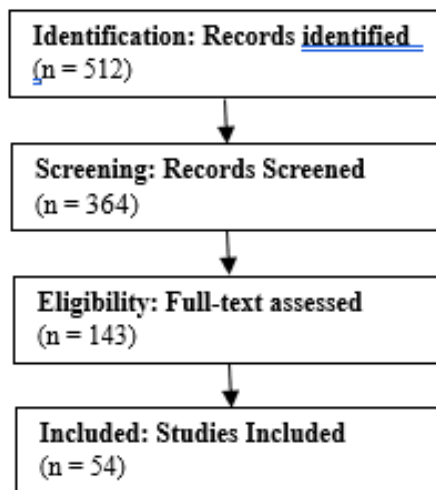 Identification: Records identified
(n = 512)
Screening: Records Screened
(n = 364)
Eligibility: Full-text assessed
(n = 143)
Included: Studies Included
(n = 54)